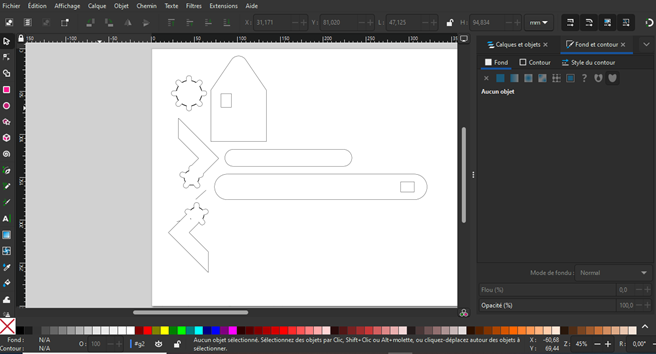 Fichier Édition Affichage Calque Objet Chemin Texte Filtres Extensions Aide
X : 31,171 Y : 81,020 L : 47,125 H : 94,834 mm
Calques et objets Fond et contour
Fond Contour Style du contour
Aucun objet
Mode de fondu : Normal
Flou (%) 0,0
Opacité (%) 100,0
Fond : N/A
Contour : N/A
O : 100
#g2
Aucun objet sélectionné. Sélectionnez des objets par Clic, Shift+Clic ou Alt+molette, ou cliquez-déplacez autour des objets à
sélectionner.
X : -60,68
Y : 69,44
Z : 45%
R : 0,00°